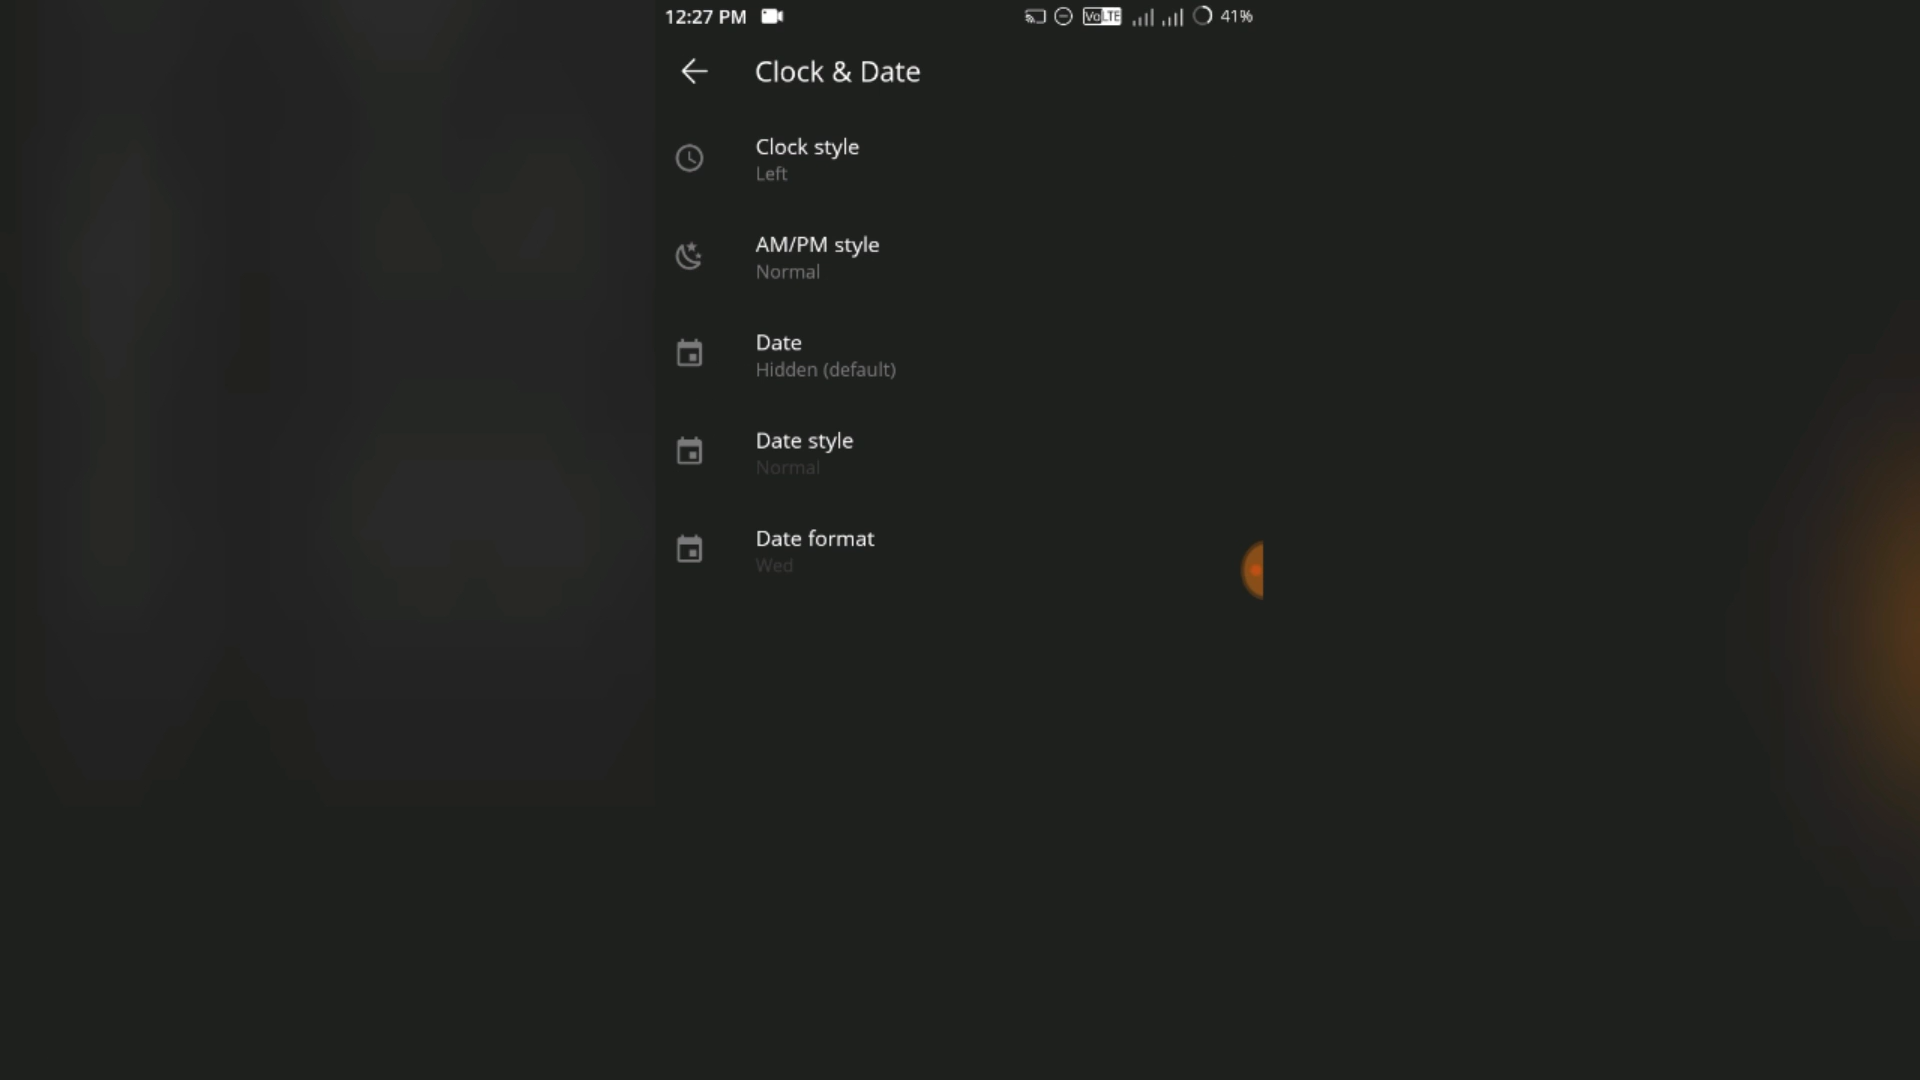 12:27 PM VoLTE 41%
Clock & Date
Clock style
Left
AM/PM style
Normal
Date
Hidden (default)
Date style
Normal
Date format
Wed